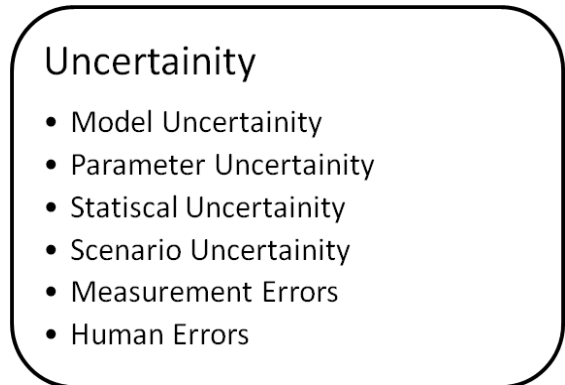 Uncertainity
• Model Uncertainity
• Parameter Uncertainity
• Statiscal Uncertainity
• Scenario Uncertainity
• Measurement Errors
• Human Errors